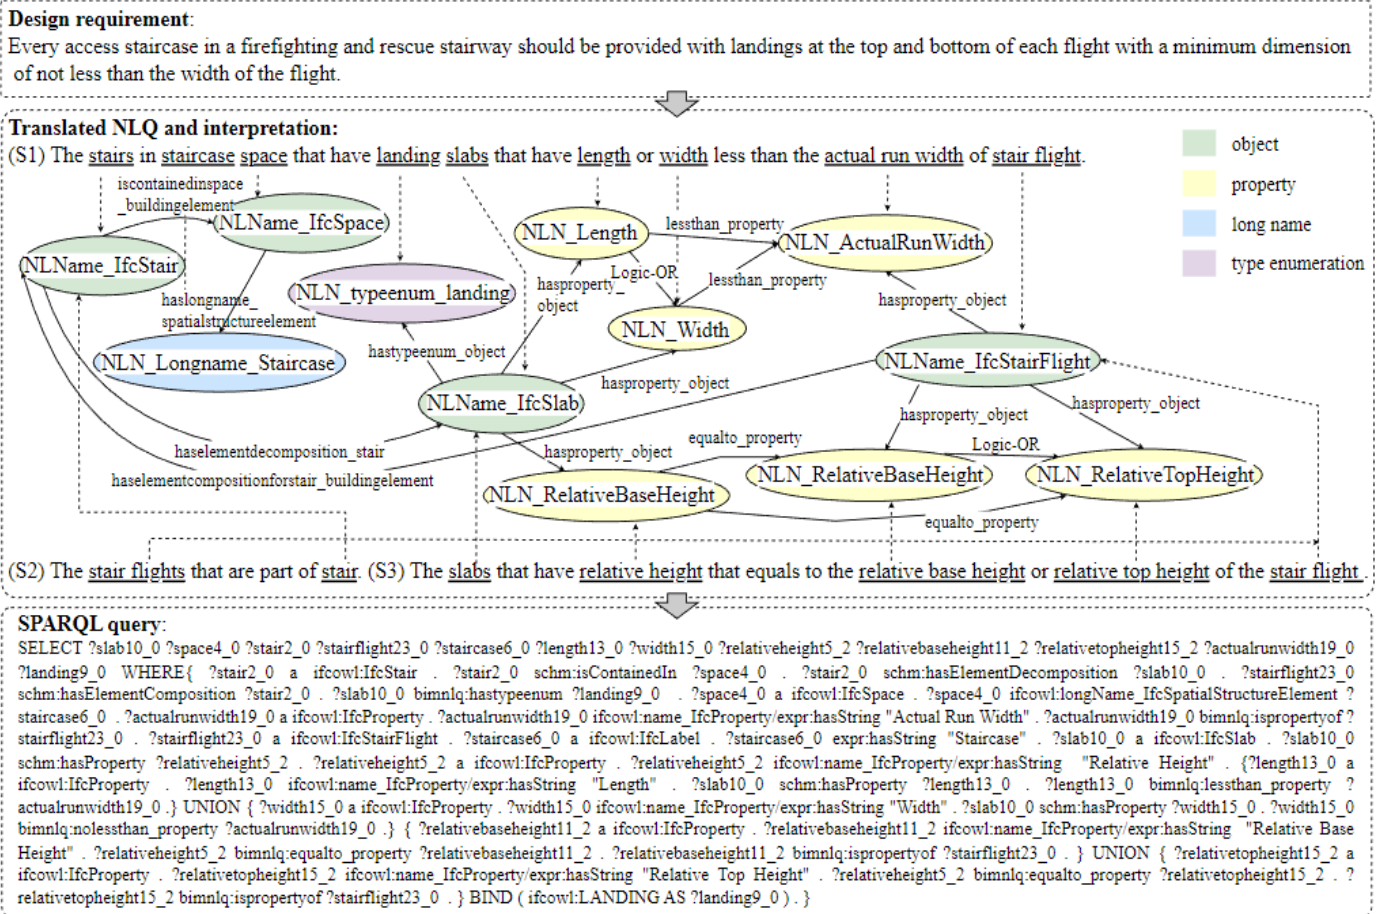 Design requirement:
Every access staircase in a firefighting and rescue stairway should be provided with landings at the top and bottom of each flight with a minimum dimension
of not less than the width of the flight.
Translated NLQ and interpretation:
(S1) The stairs in staircase space that have landing slabs that have length or width less than the actual run width of stair flight.
object
property
long name
type enumeration
iscontainedinspace
_buildingelement
NLName_IfcSpace
NLName_IfcStair
haslongname_
spatialstructureelement
NLN_Longname_Staircase
NLN_typeenum_landing
hastypeenum_object
NLName_IfcSlab
NLN_Length
lessthan_property
NLN_ActualRunWidth
Logic-OR
hasproperty_
object
lessthan_property
NLN_Width
hasproperty_object
hasproperty_object
NLName_IfcStairFlight
hasproperty_object
hasproperty_object
haselementdecomposition_stair
haselementcompositionforstair_buildingelement
hasproperty_object
equalto_property
Logic-OR
NLN_RelativeBaseHeight
NLN_RelativeBaseHeight
NLN_RelativeTopHeight
equalto_property
(S2) The stair flights that are part of stair. (S3) The slabs that have relative height that equals to the relative base height or relative top height of the stair flight.
SPARQL query:
SELECT ?slab10_0 ?space4_0 ?stair2_0 ?stairflight23_0 ?staircase6_0 ?length13_0 ?width15_0 ?relativeheight5_2 ?relativebaseheight11_2 ?relativetopheight15_2 ?actualrunwidth19_0
?landing9_0 WHERE{ ?stair2_0 a ifcowl:IfcStair . ?stair2_0 schm:isContainedIn ?space4_0 . ?stair2_0 schm:hasElementDecomposition ?slab10_0 . ?stairflight23_0
schm:hasElementComposition ?stair2_0 . ?slab10_0 bimnlq:hastypeenum ?landing9_0 . ?space4_0 a ifcowl:IfcSpace . ?space4_0 ifcowl:longName_IfcSpatialStructureElement ?
staircase6_0 . ?actualrunwidth19_0 a ifcowl:IfcProperty . ?actualrunwidth19_0 ifcowl:name_IfcProperty/expr:hasString "Actual Run Width" . ?actualrunwidth19_0 bimnlq:ispropertyof ?
stairflight23_0 . ?stairflight23_0 a ifcowl:IfcStairFlight . ?staircase6_0 a ifcowl:IfcLabel . ?staircase6_0 expr:hasString "Staircase" . ?slab10_0 a ifcowl:IfcSlab . ?slab10_0
schm:hasProperty ?relativeheight5_2 . ?relativeheight5_2 a ifcowl:IfcProperty . ?relativeheight5_2 ifcowl:name_IfcProperty/expr:hasString "Relative Height" . {?length13_0 a
ifcowl:IfcProperty . ?length13_0 ifcowl:name_IfcProperty/expr:hasString "Length" . ?slab10_0 schm:hasProperty ?length13_0 . ?length13_0 bimnlq:lessthan_property ?
actualrunwidth19_0 .} UNION { ?width15_0 a ifcowl:IfcProperty . ?width15_0 ifcowl:name_IfcProperty/expr:hasString "Width" . ?slab10_0 schm:hasProperty ?width15_0 . ?width15_0
bimnlq:nolessthan_property ?actualrunwidth19_0 .} { ?relativebaseheight11_2 a ifcowl:IfcProperty . ?relativebaseheight11_2 ifcowl:name_IfcProperty/expr:hasString "Relative Base
Height" . ?relativeheight5_2 bimnlq:equalto_property ?relativebaseheight11_2 . ?relativebaseheight11_2 bimnlq:ispropertyof ?stairflight23_0 . } UNION { ?relativetopheight15_2 a
ifcowl:IfcProperty . ?relativetopheight15_2 ifcowl:name_IfcProperty/expr:hasString "Relative Top Height" . ?relativeheight5_2 bimnlq:equalto_property ?relativetopheight15_2 . ?
relativetopheight15_2 bimnlq:ispropertyof ?stairflight23_0 . } BIND ( ifcowl:LANDING AS ?landing9_0 ) . }